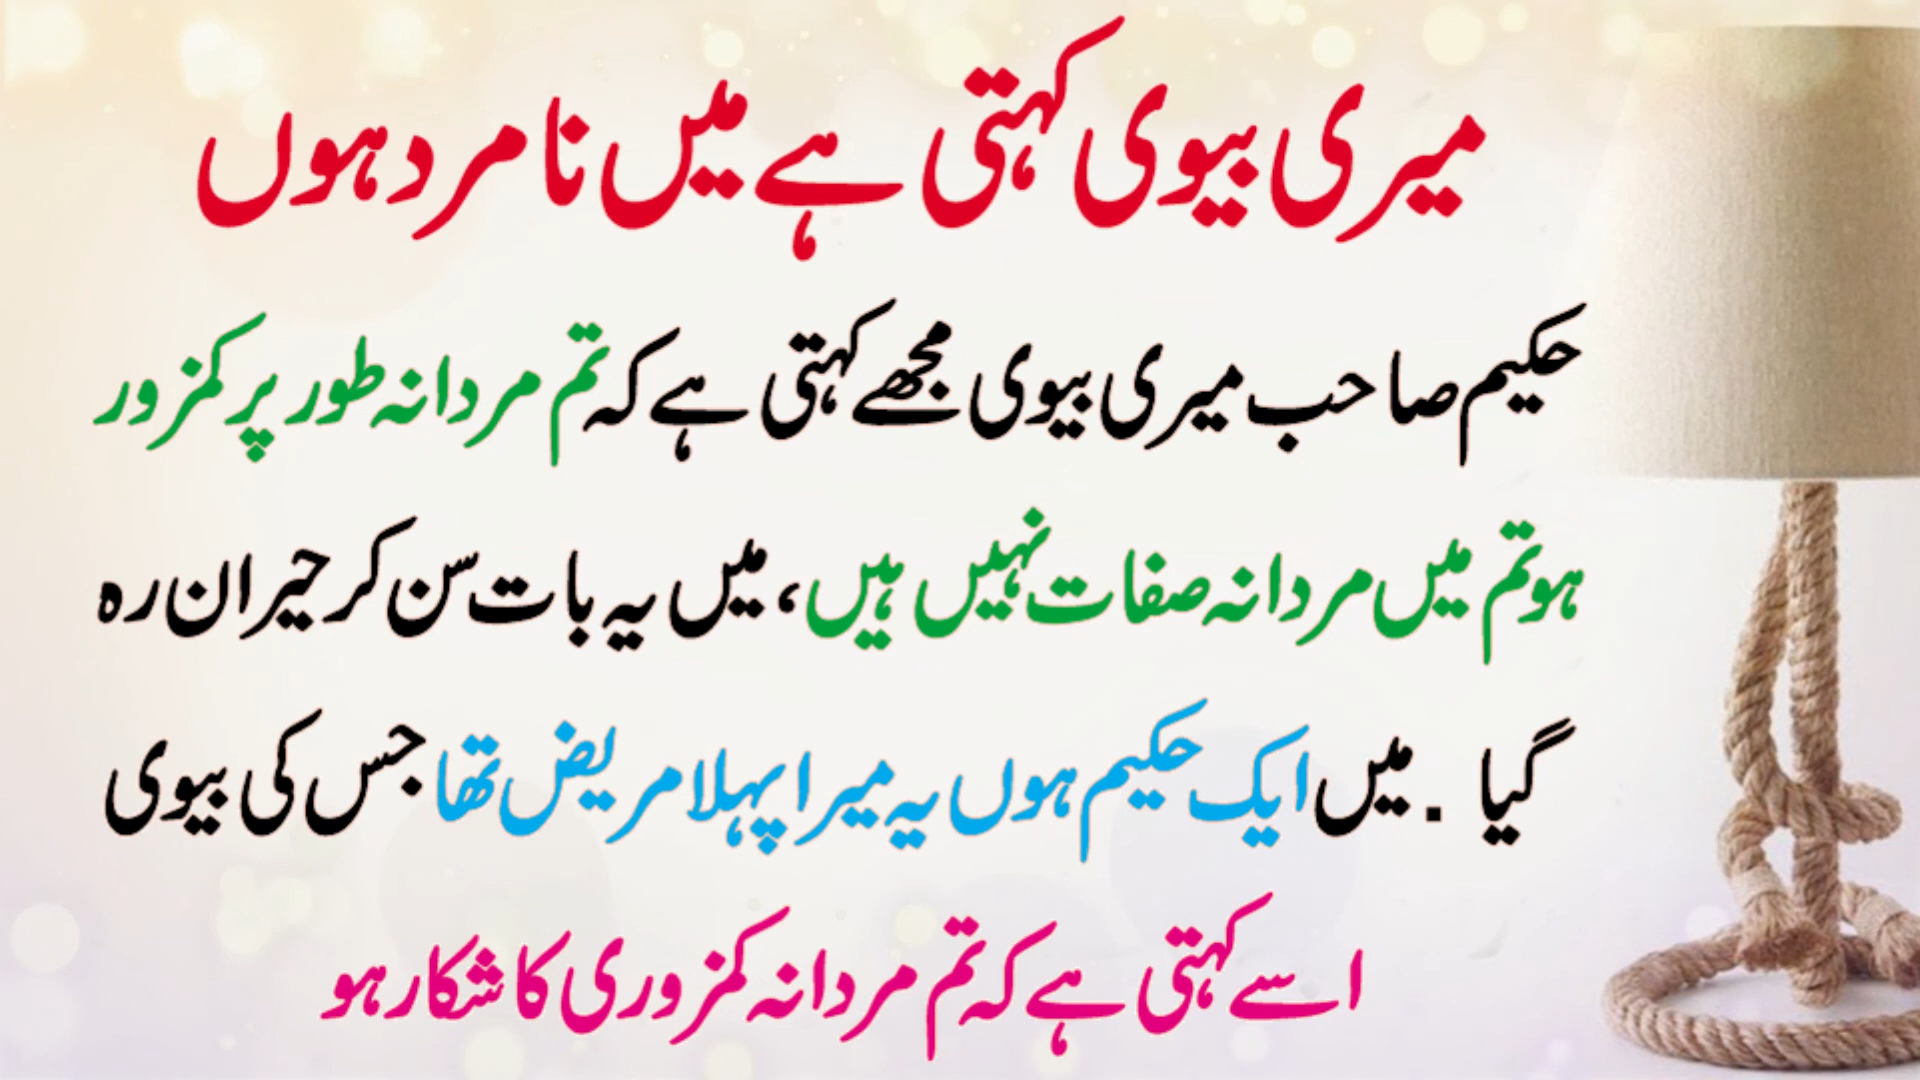 میری بیوی کہتی ہے میں نامرد ہوں
حکیم صاحب میری بیوی مجھے کہتی ہے کہ تم مردانہ طور پر کمزور
ہو تم میں مردانہ صفات نہیں ہیں، میں یہ بات سن کر حیران رہ
گیا . میں ایک حکیم ہوں یہ میرا پہلا مریض تھا جس کی بیوی
اسے کہتی ہے کہ تم مردانہ کمزوری کا شکار ہو